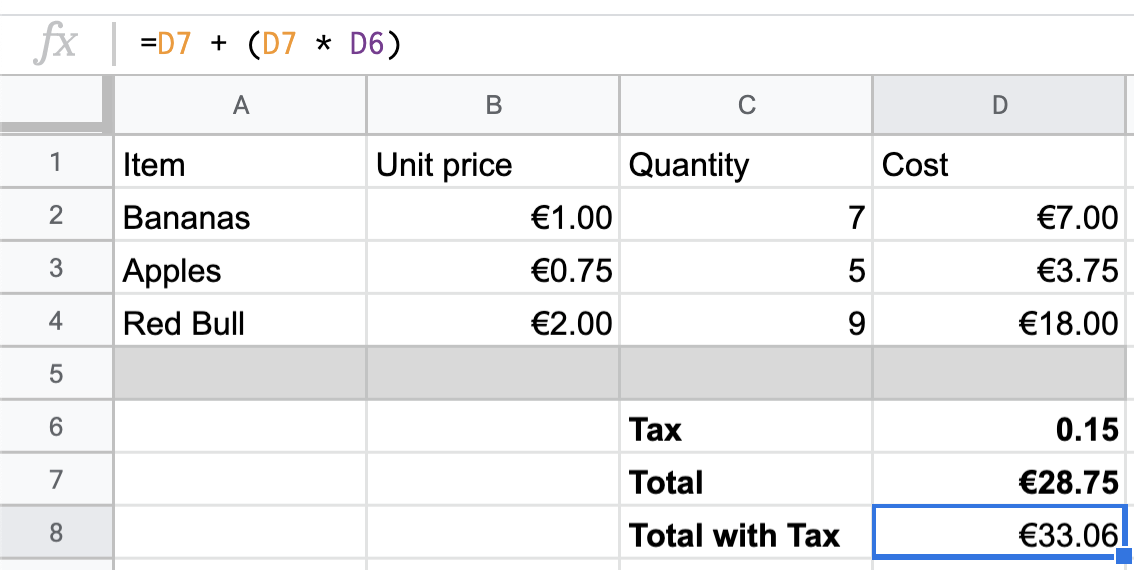 fx =D7 + (D7 * D6)
A B C D
1 Item Unit price Quantity Cost
2 Bananas €1.00 7 €7.00
3 Apples €0.75 5 €3.75
4 Red Bull €2.00 9 €18.00
5
6 Tax 0.15
7 Total €28.75
8 Total with Tax €33.06